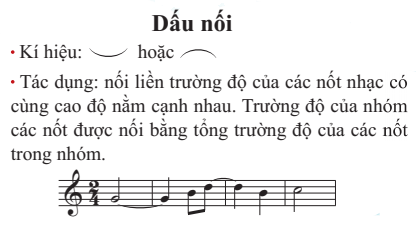 Dấu nối
• Kí hiệu: hoặc
• Tác dụng: nối liền trường độ của các nốt nhạc có
cùng cao độ nằm cạnh nhau. Trường độ của nhóm
các nốt được nối bằng tổng trường độ của các nốt
trong nhóm.
2
4